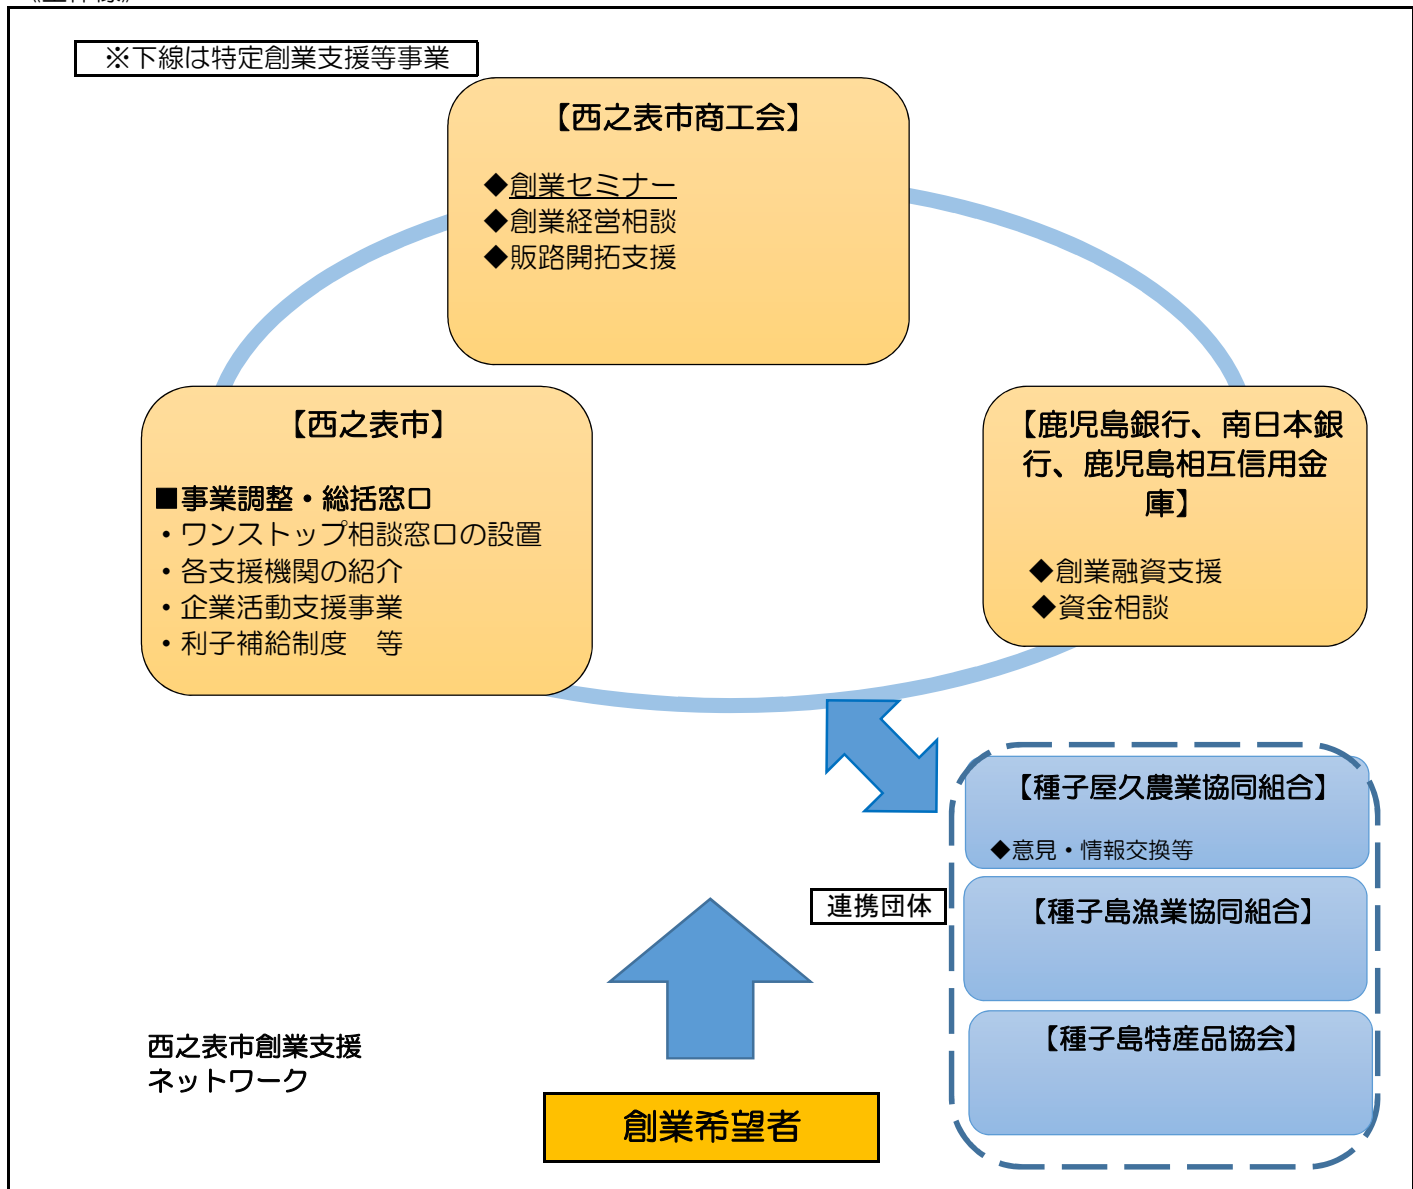 ※下線は特定創業支援等事業
【西之表市商工会】
◆創業セミナー
◆創業経営相談
◆販路開拓支援
【西之表市】
■事業調整・総括窓口
・ワンストップ相談窓口の設置
・各支援機関の紹介
・企業活動支援事業
・利子補給制度　等
【鹿児島銀行、南日本銀
行、鹿児島相互信用金
庫】
◆創業融資支援
◆資金相談
【種子屋久農業協同組合】
◆意見・情報交換等
連携団体
【種子島漁業協同組合】
【種子島特産品協会】
西之表市創業支援
ネットワーク
創業希望者